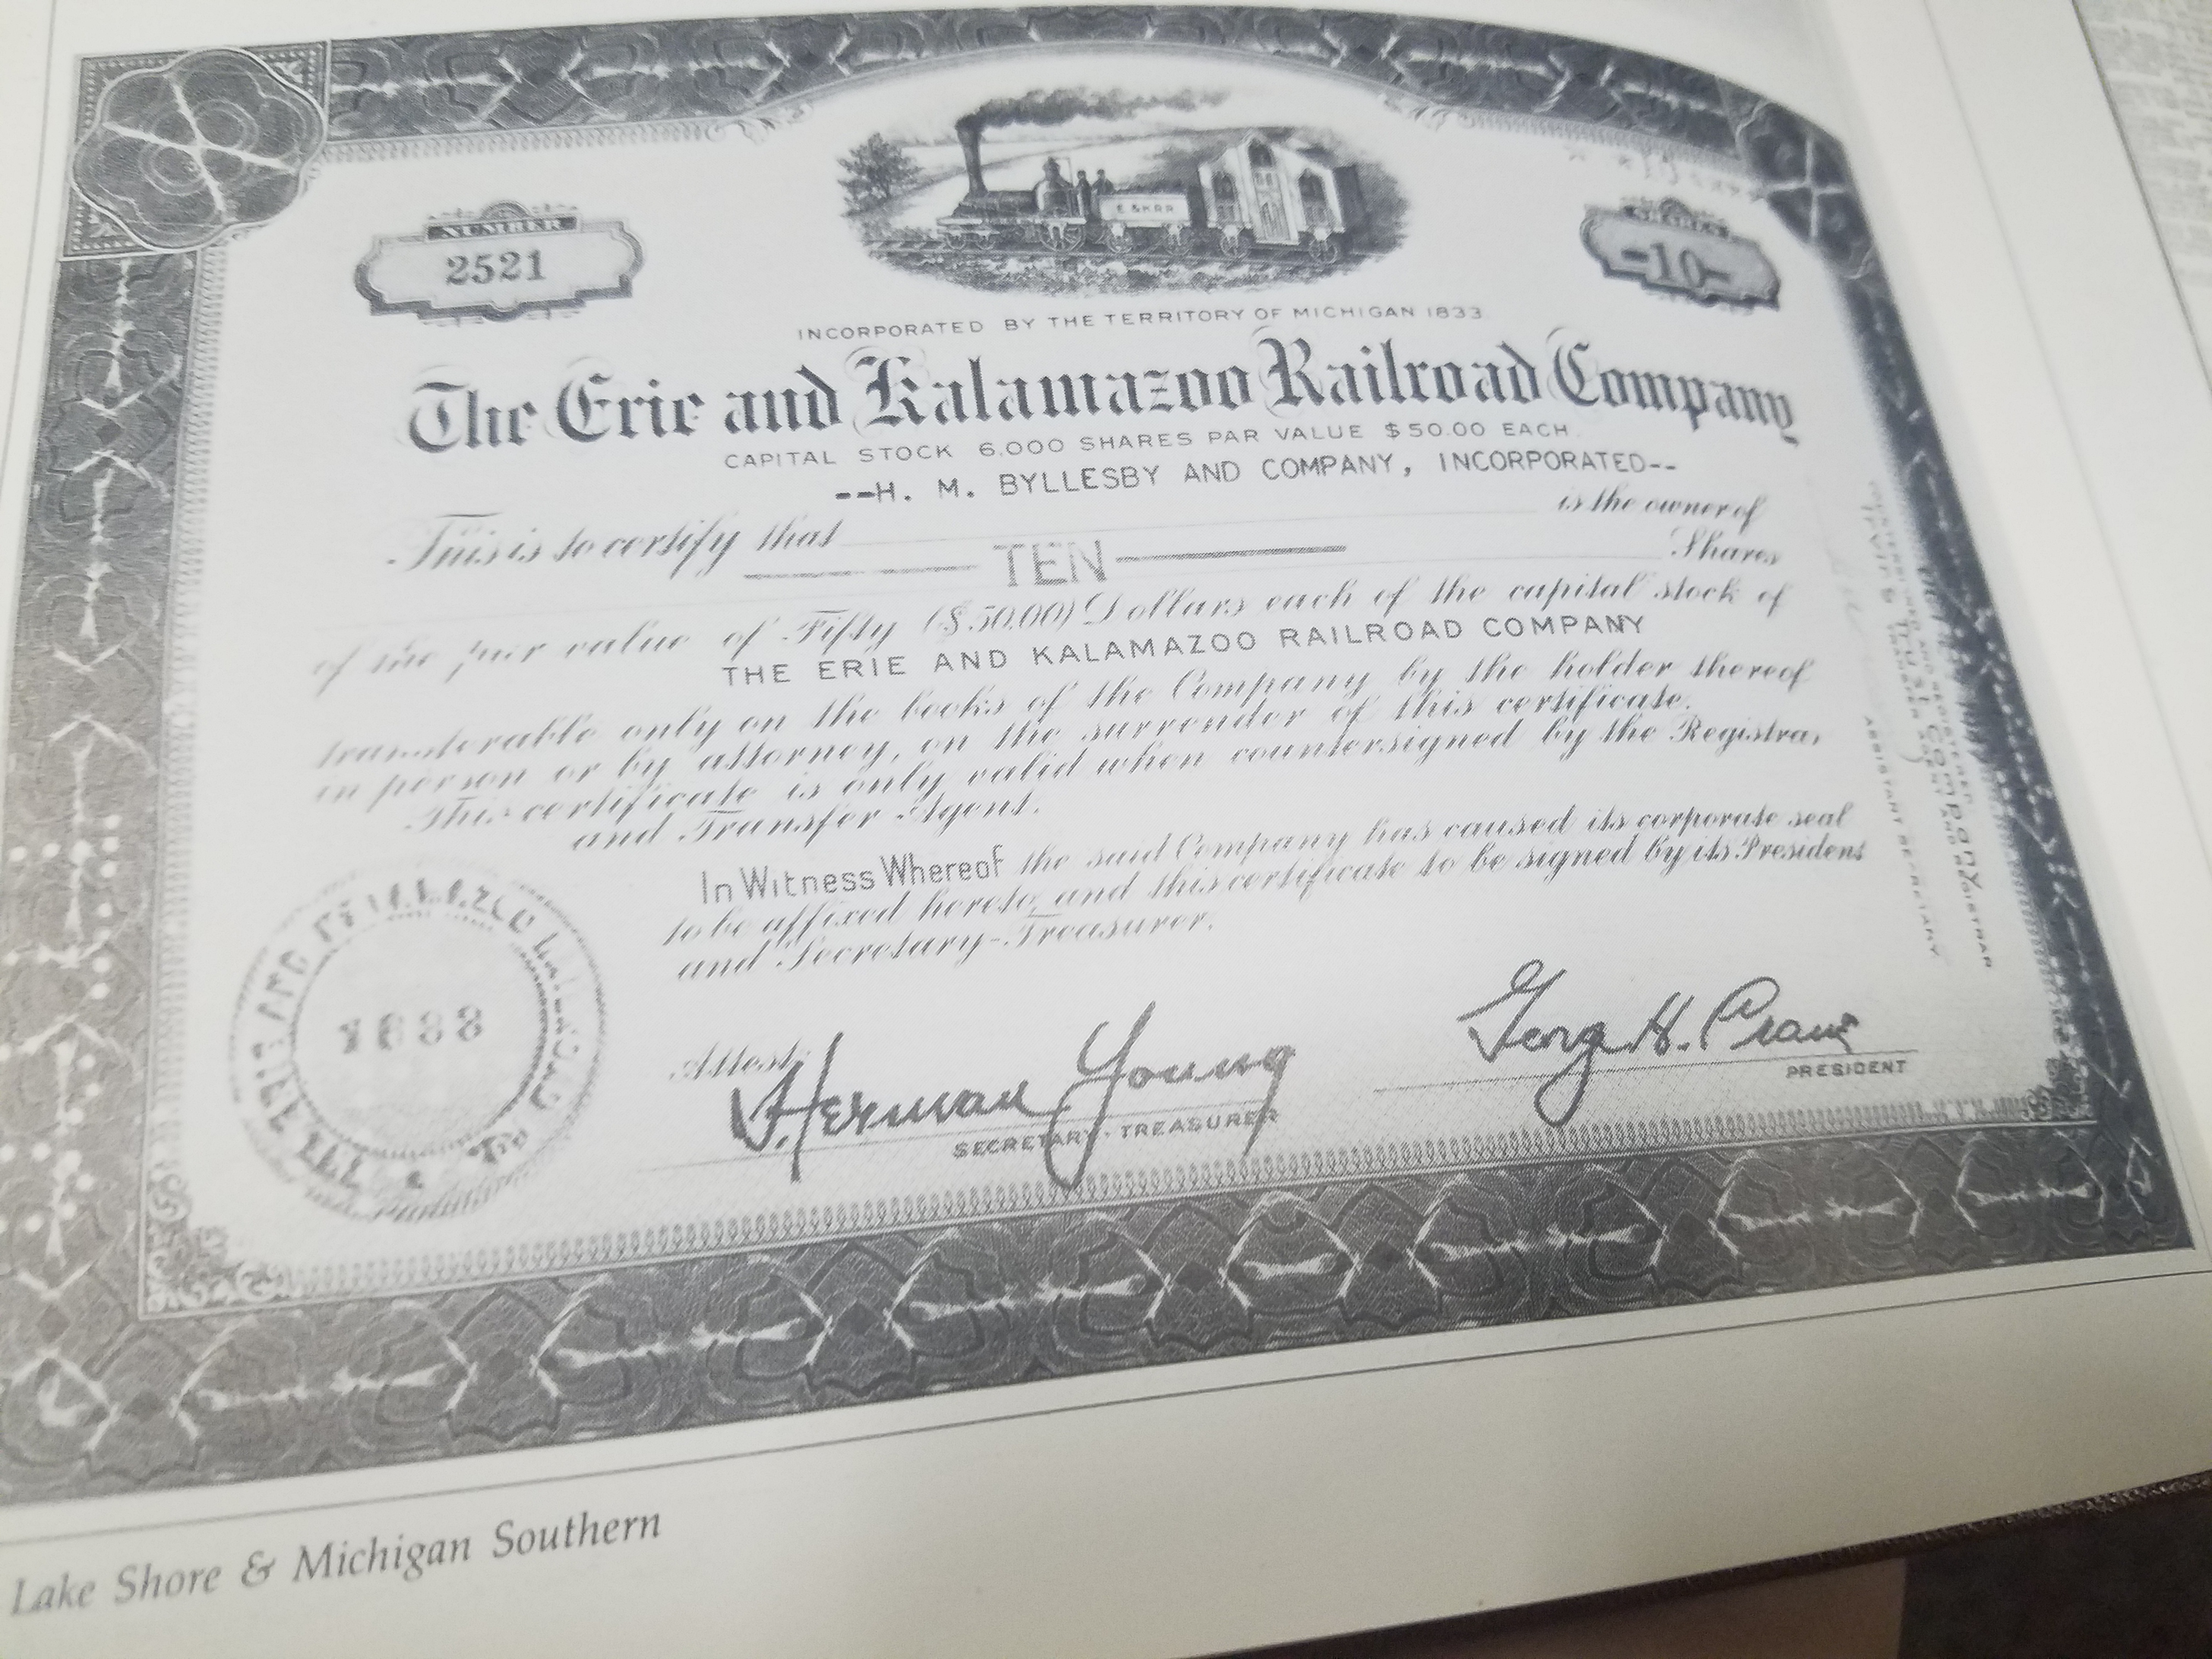 NUMBER
2521
E & K R R
SHARES
-10-
INCORPORATED BY THE TERRITORY OF MICHIGAN 1833
The Erie and Kalamazoo Railroad Company
CAPITAL STOCK 6,000 SHARES PAR VALUE $50.00 EACH
--H. M. BYLLESBY AND COMPANY, INCORPORATED--
This is to certify that is the owner of
TEN Shares
of the par value of Fifty ($50.00) Dollars each of the capital stock of
THE ERIE AND KALAMAZOO RAILROAD COMPANY
transferable only on the books of the Company by the holder thereof
in person or by attorney, on the surrender of this certificate.
This certificate is only valid when countersigned by the Registrar
and Transfer Agent.
In Witness Whereof the said Company has caused its corporate seal
to be affixed hereto, and this certificate to be signed by its President
and Secretary-Treasurer.
Attest:
Herman Young
SECRETARY-TREASURER
George H. Crane
PRESIDENT
ASSISTANT SECRETARY
Lake Shore & Michigan Southern